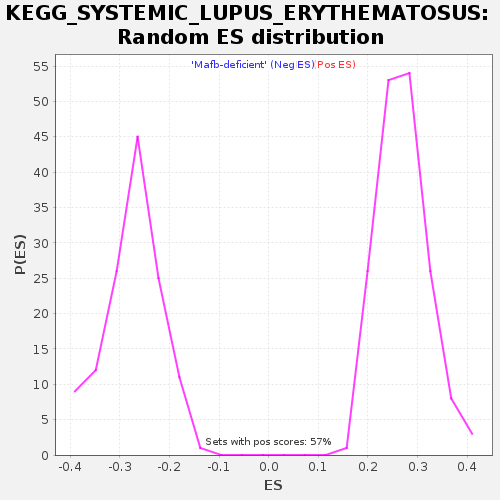 KEGG_SYSTEMIC_LUPUS_ERYTHEMATOSUS:
Random ES distribution
'Mafb-deficient' (Neg ES) (Pos ES)
55
50
45
40
35
30
25
20
15
10
5
0
P(ES)
Sets with pos scores: 57%
-0.4 -0.3 -0.2 -0.1 0.0 0.1 0.2 0.3 0.4
ES